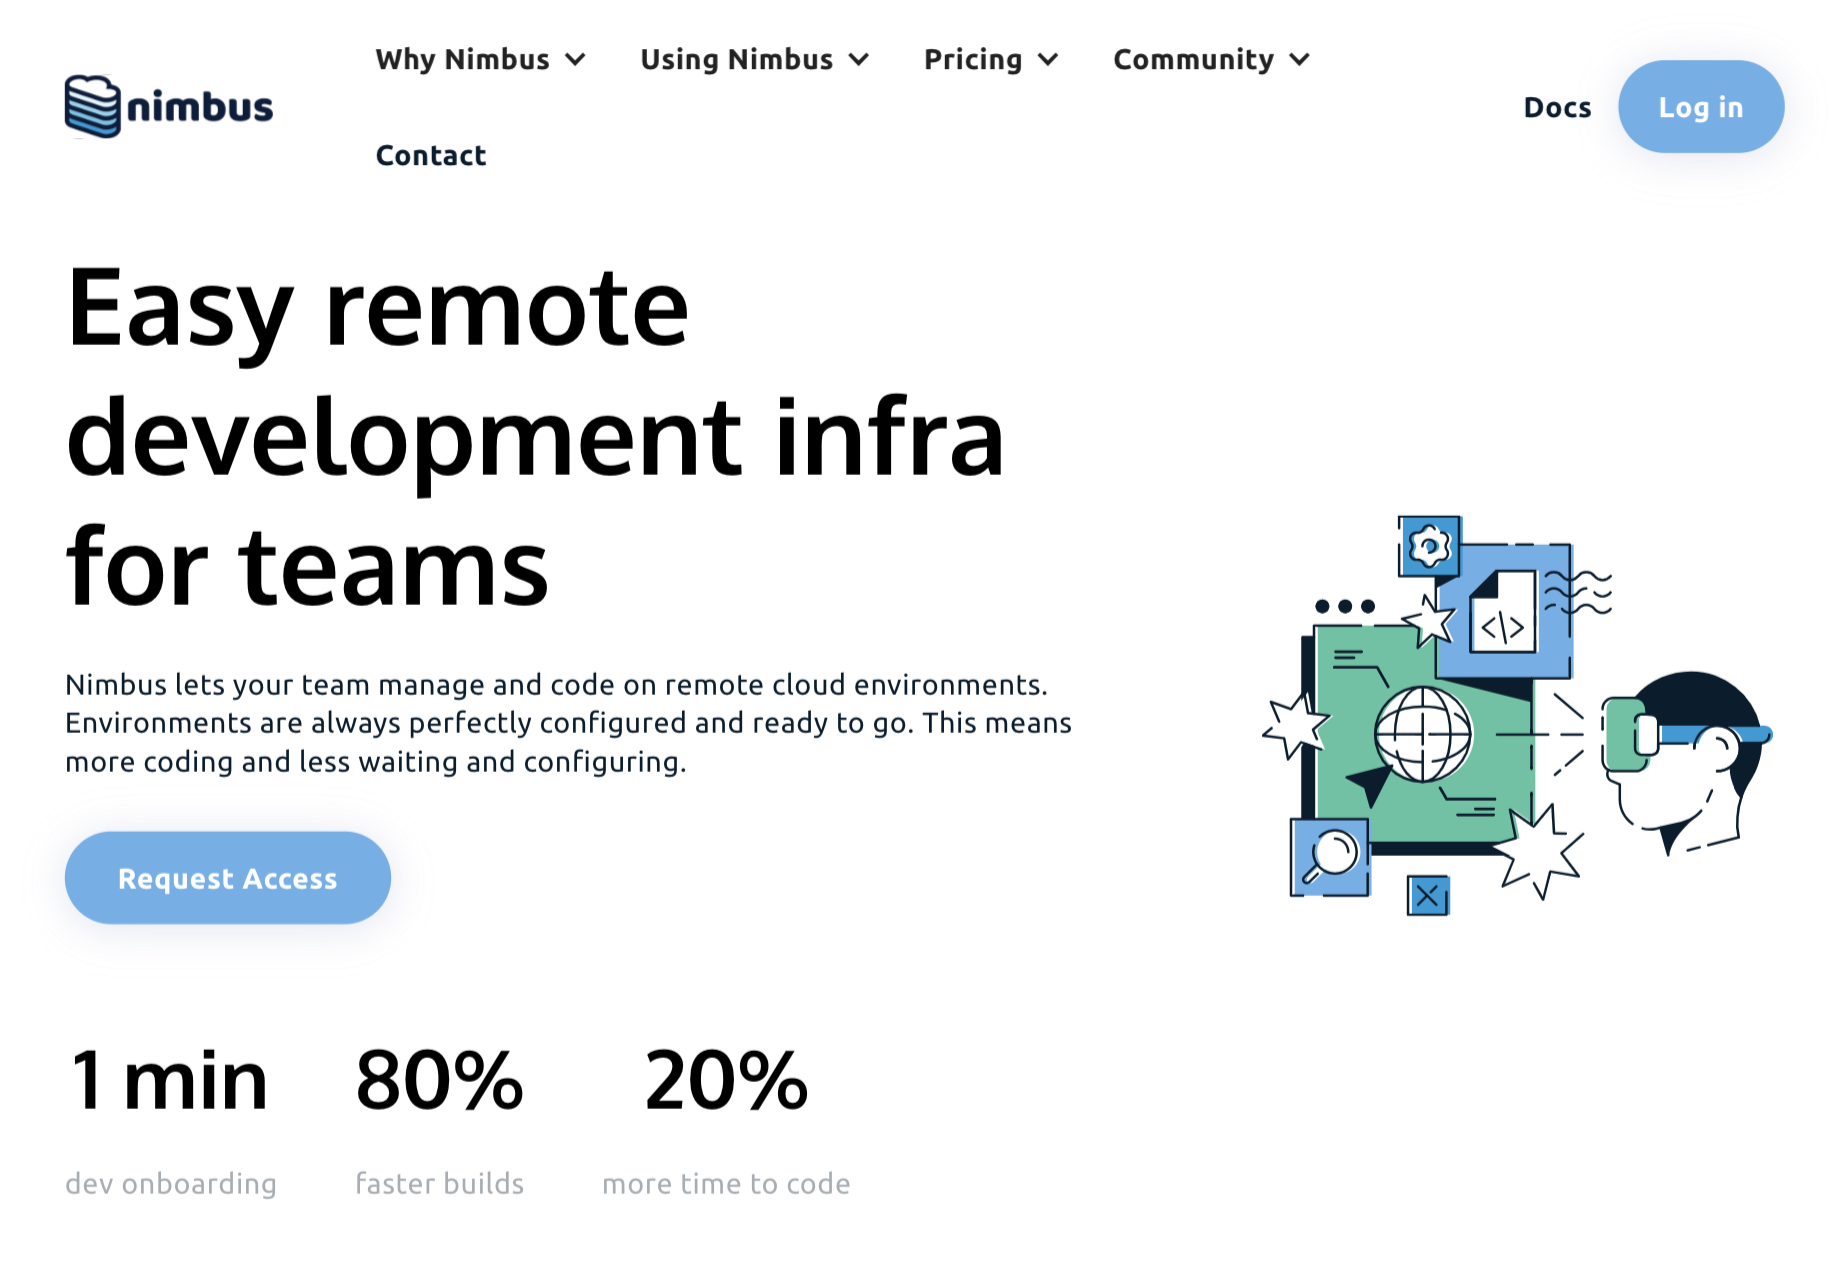 nimbus
Why Nimbus
Using Nimbus
Pricing
Community
Contact
Docs
Log in
Easy remote
development infra
for teams
Nimbus lets your team manage and code on remote cloud environments.
Environments are always perfectly configured and ready to go. This means
more coding and less waiting and configuring.
Request Access
</>
1 min
dev onboarding
80%
faster builds
20%
more time to code